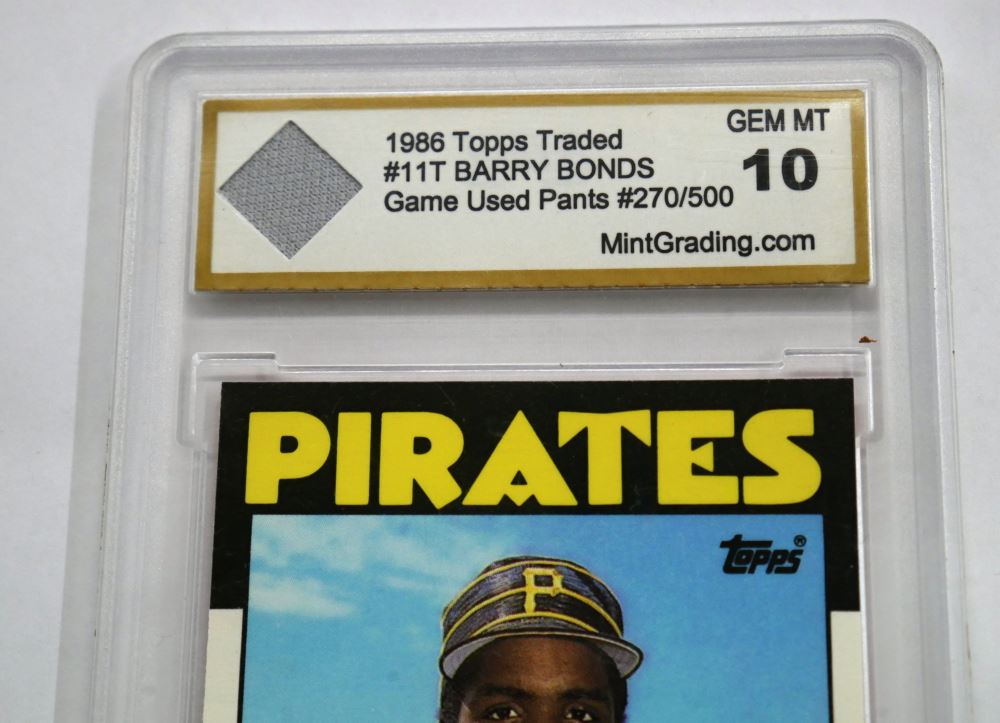 1986 Topps Traded
#11T BARRY BONDS
Game Used Pants #270/500
GEM MT
10
MintGrading.com
PIRATES
Topps®
P